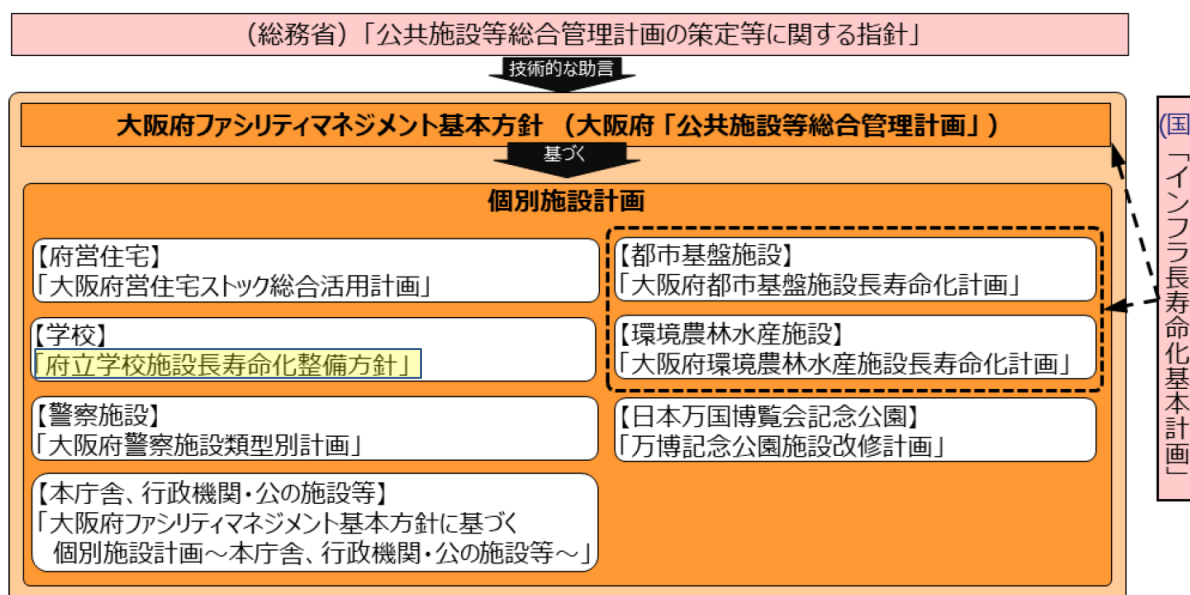 (総務省)「公共施設等総合管理計画の策定等に関する指針」
技術的な助言
大阪府ファシリティマネジメント基本方針 (大阪府「公共施設等総合管理計画」)
基づく
個別施設計画
【府営住宅】
「大阪府営住宅ストック総合活用計画」
【学校】
「府立学校施設長寿命化整備方針」
【警察施設】
「大阪府警察施設類型別計画」
【本庁舎、行政機関・公の施設等】
「大阪府ファシリティマネジメント基本方針に基づく
個別施設計画～本庁舎、行政機関・公の施設等～」
【都市基盤施設】
「大阪府都市基盤施設長寿命化計画」
【環境農林水産施設】
「大阪府環境農林水産施設長寿命化計画」
【日本万国博覧会記念公園】
「万博記念公園施設改修計画」
(国
「インフラ長寿命化基本計画」